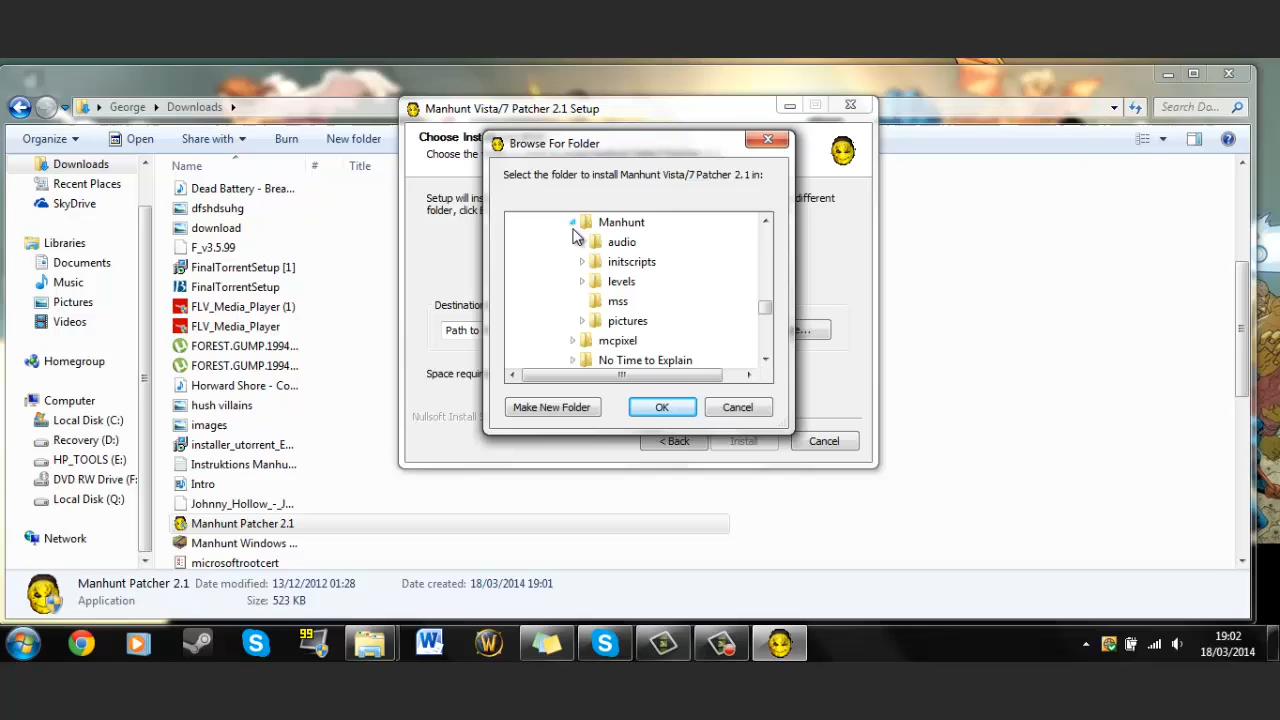 George ▸ Downloads ▸
Search Do...
Organize
Open
Share with
Burn
New folder
Downloads
Recent Places
SkyDrive
Libraries
Documents
Music
Pictures
Videos
Homegroup
Computer
Local Disk (C:)
Recovery (D:)
HP_TOOLS (E:)
DVD RW Drive (F:
Local Disk (Q:)
Network
Name
#
Title
Dead Battery - Brea...
dfshdsuhg
download
F_v3.5.99
FinalTorrentSetup [1]
FinalTorrentSetup
FLV_Media_Player (1)
FLV_Media_Player
FOREST.GUMP.1994...
FOREST.GUMP.1994...
Horward Shore - Co...
hush villains
images
installer_utorrent_E...
Instruktions Manhu...
Intro
Johnny_Hollow_-_J...
Manhunt Patcher 2.1
Manhunt Windows ...
microsoftrootcert
Manhunt Vista/7 Patcher 2.1 Setup
Choose Inst
Choose the
Setup will ins
different
folder, click B
Destination
Path to
e...
Space requir
Nullsoft Install S
< Back
Install
Cancel
Browse For Folder
Select the folder to install Manhunt Vista/7 Patcher 2.1 in:
Manhunt
audio
initscripts
levels
mss
pictures
mcpixel
No Time to Explain
Make New Folder
OK
Cancel
Manhunt Patcher 2.1
Date modified: 13/12/2012 01:28
Date created: 18/03/2014 19:01
Application
Size: 523 KB
99
19:02
18/03/2014